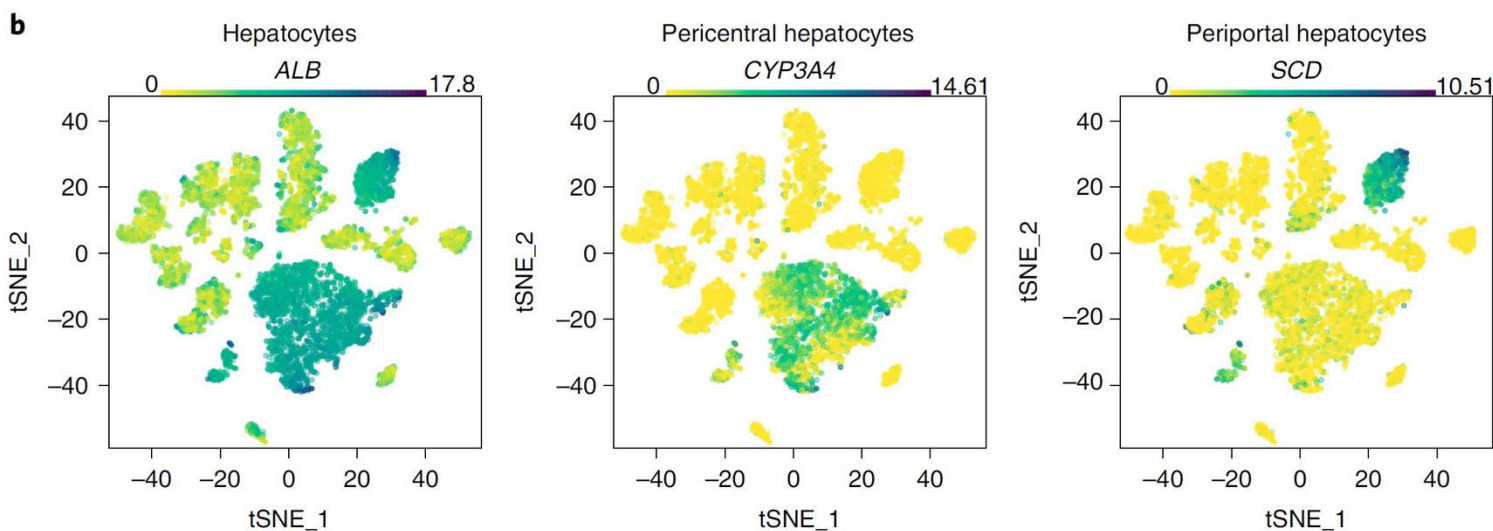 b
Hepatocytes
ALB
0 17.8
40
20
0
−20
−40
tSNE_2
−40 −20 0 20 40
tSNE_1
Pericentral hepatocytes
CYP3A4
0 14.61
40
20
0
−20
−40
tSNE_2
−40 −20 0 20 40
tSNE_1
Periportal hepatocytes
SCD
0 10.51
40
20
0
−20
−40
tSNE_2
−40 −20 0 20 40
tSNE_1